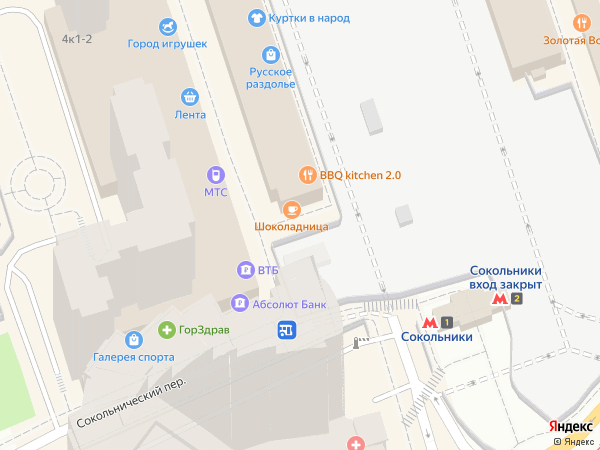 Куртки в народ
4к1-2
Город игрушек
Золотая Во
Русское
раздолье
Лента
BBQ kitchen 2.0
МТС
Шоколадница
ВТБ
Сокольники
вход закрыт
2
Абсолют Банк
1
ГорЗдрав
Сокольники
Галерея спорта
Сокольнический пер.
Яндекс
© Яндекс